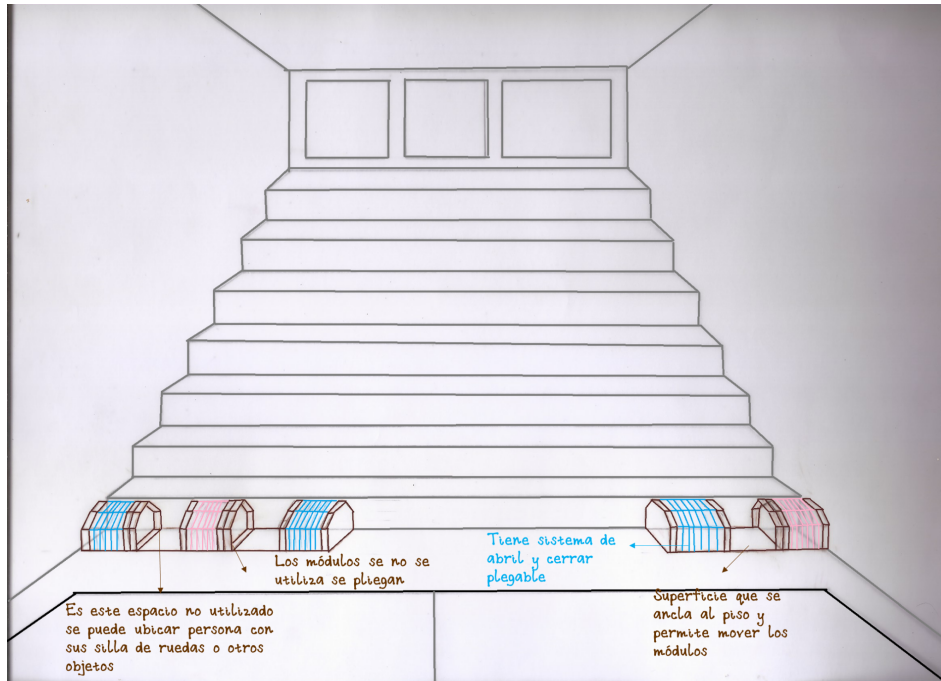 Los módulos se no se
utiliza se pliegan
Tiene sistema de
abril y cerrar
plegable
Es este espacio no utilizado
se puede ubicar persona con
sus silla de ruedas o otros
objetos
Superficie que se
ancla al piso y
permite mover los
módulos